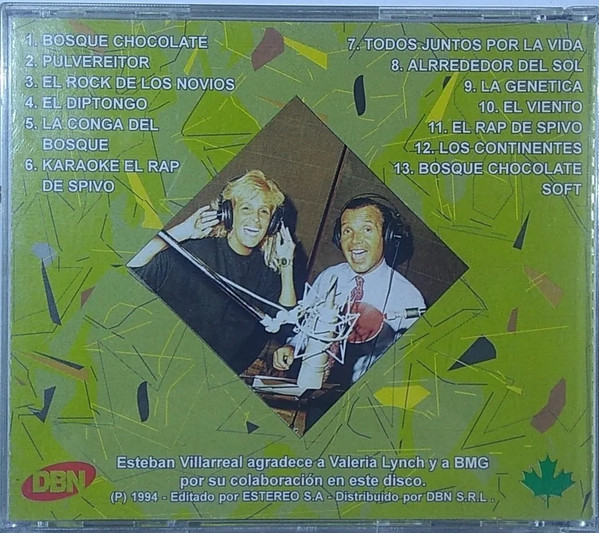 1. BOSQUE CHOCOLATE
2. PULVEREITOR
3. EL ROCK DE LOS NOVIOS
4. EL DIPTONGO
5. LA CONGA DEL
BOSQUE
6. KARAOKE EL RAP
DE SPIVO
7. TODOS JUNTOS POR LA VIDA
8. ALRREDEDOR DEL SOL
9. LA GENETICA
10. EL VIENTO
11. EL RAP DE SPIVO
12. LOS CONTINENTES
13. BOSQUE CHOCOLATE
SOFT
Esteban Villarreal agradece a Valeria Lynch y a BMG
por su colaboración en este disco.
(P) 1994 - Editado por ESTEREO S.A - Distribuído por DBN S.R.L .
DBN